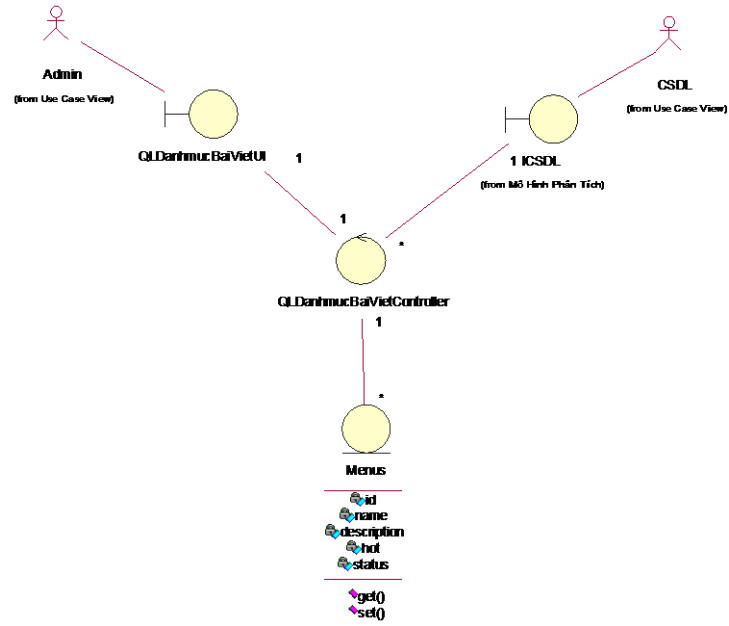 Admin
(from Use Case View)
CSDL
(from Use Case View)
QLDanhmucBaiVietUI
1
1 ICSDL
(from Mô Hình Phân Tích)
1
*
QLDanhmucBaiVietController
1
*
Menus
id
name
description
hot
status
get()
set()